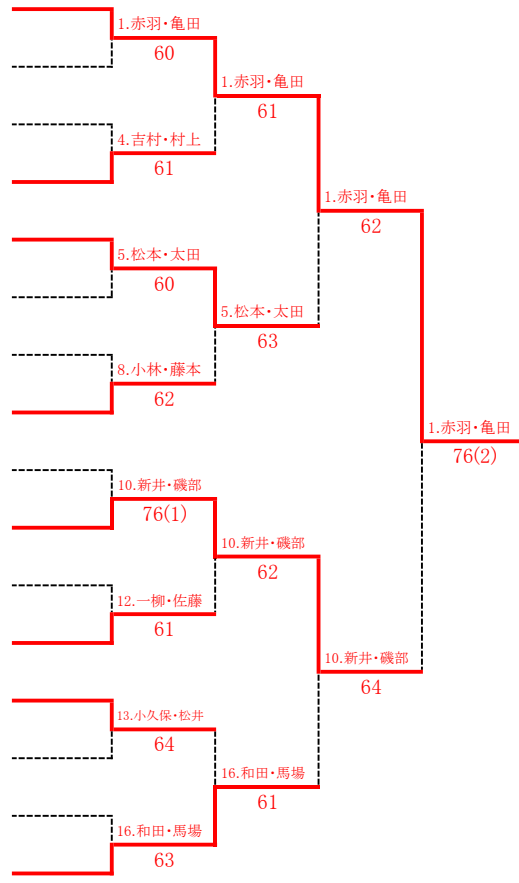 1.赤羽・亀田
60
1.赤羽・亀田
61
4.吉村・村上
61
1.赤羽・亀田
62
5.松本・太田
60
5.松本・太田
63
8.小林・藤本
62
1.赤羽・亀田
76(2)
10.新井・磯部
76(1)
10.新井・磯部
62
12.一柳・佐藤
61
10.新井・磯部
64
13.小久保・松井
64
16.和田・馬場
61
16.和田・馬場
63